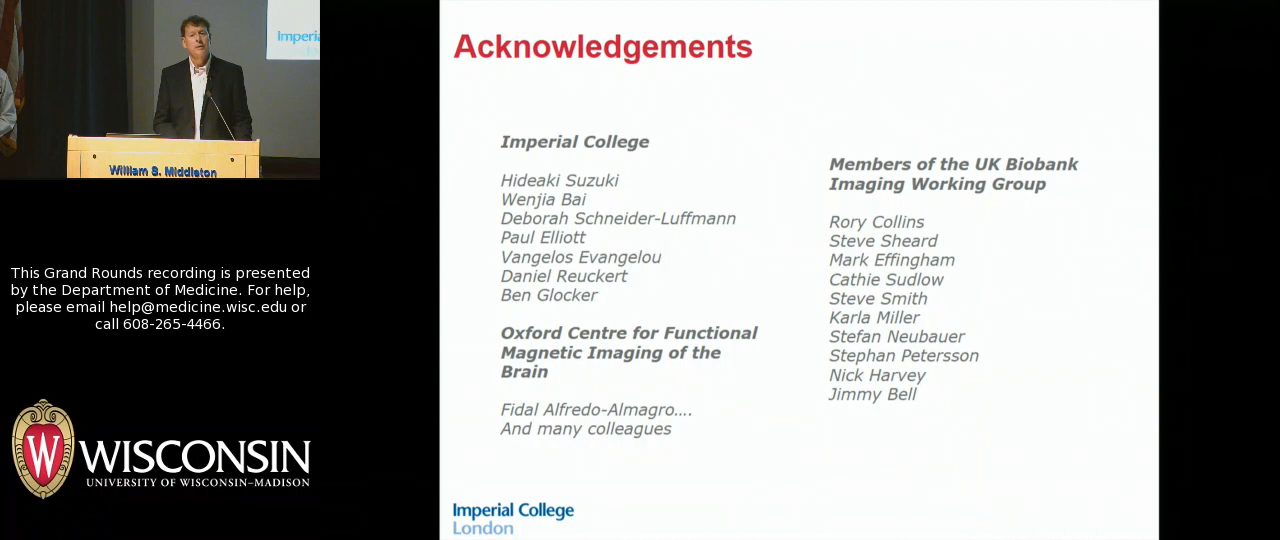 Imperial
William S. Middleton
This Grand Rounds recording is presented
by the Department of Medicine. For help,
please email help@medicine.wisc.edu or
call 608-265-4466.
W
WISCONSIN
UNIVERSITY OF WISCONSIN–MADISON
Acknowledgements
Imperial College
Hideaki Suzuki
Wenjia Bai
Deborah Schneider-Luffmann
Paul Elliott
Vangelos Evangelou
Daniel Reuckert
Ben Glocker
Oxford Centre for Functional
Magnetic Imaging of the
Brain
Fidal Alfredo-Almagro....
And many colleagues
Members of the UK Biobank
Imaging Working Group
Rory Collins
Steve Sheard
Mark Effingham
Cathie Sudlow
Steve Smith
Karla Miller
Stefan Neubauer
Stephan Petersson
Nick Harvey
Jimmy Bell
Imperial College
London